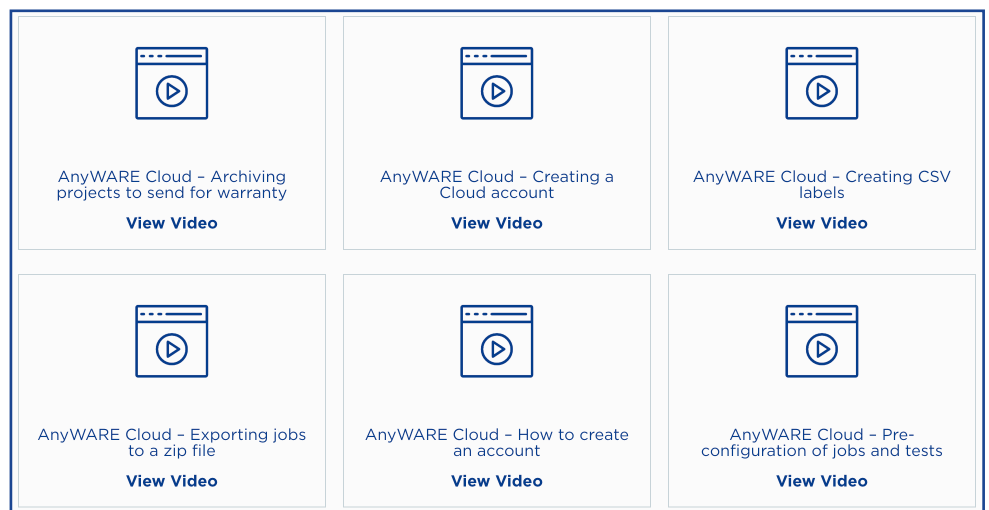 AnyWARE Cloud – Archiving
projects to send for warranty
View Video
AnyWARE Cloud – Creating a
Cloud account
View Video
AnyWARE Cloud – Creating CSV
labels
View Video
AnyWARE Cloud – Exporting jobs
to a zip file
View Video
AnyWARE Cloud – How to create
an account
View Video
AnyWARE Cloud – Pre-
configuration of jobs and tests
View Video